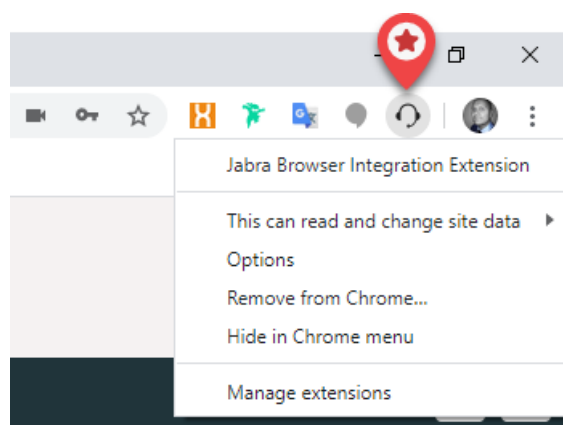 Jabra Browser Integration Extension
This can read and change site data
Options
Remove from Chrome...
Hide in Chrome menu
Manage extensions